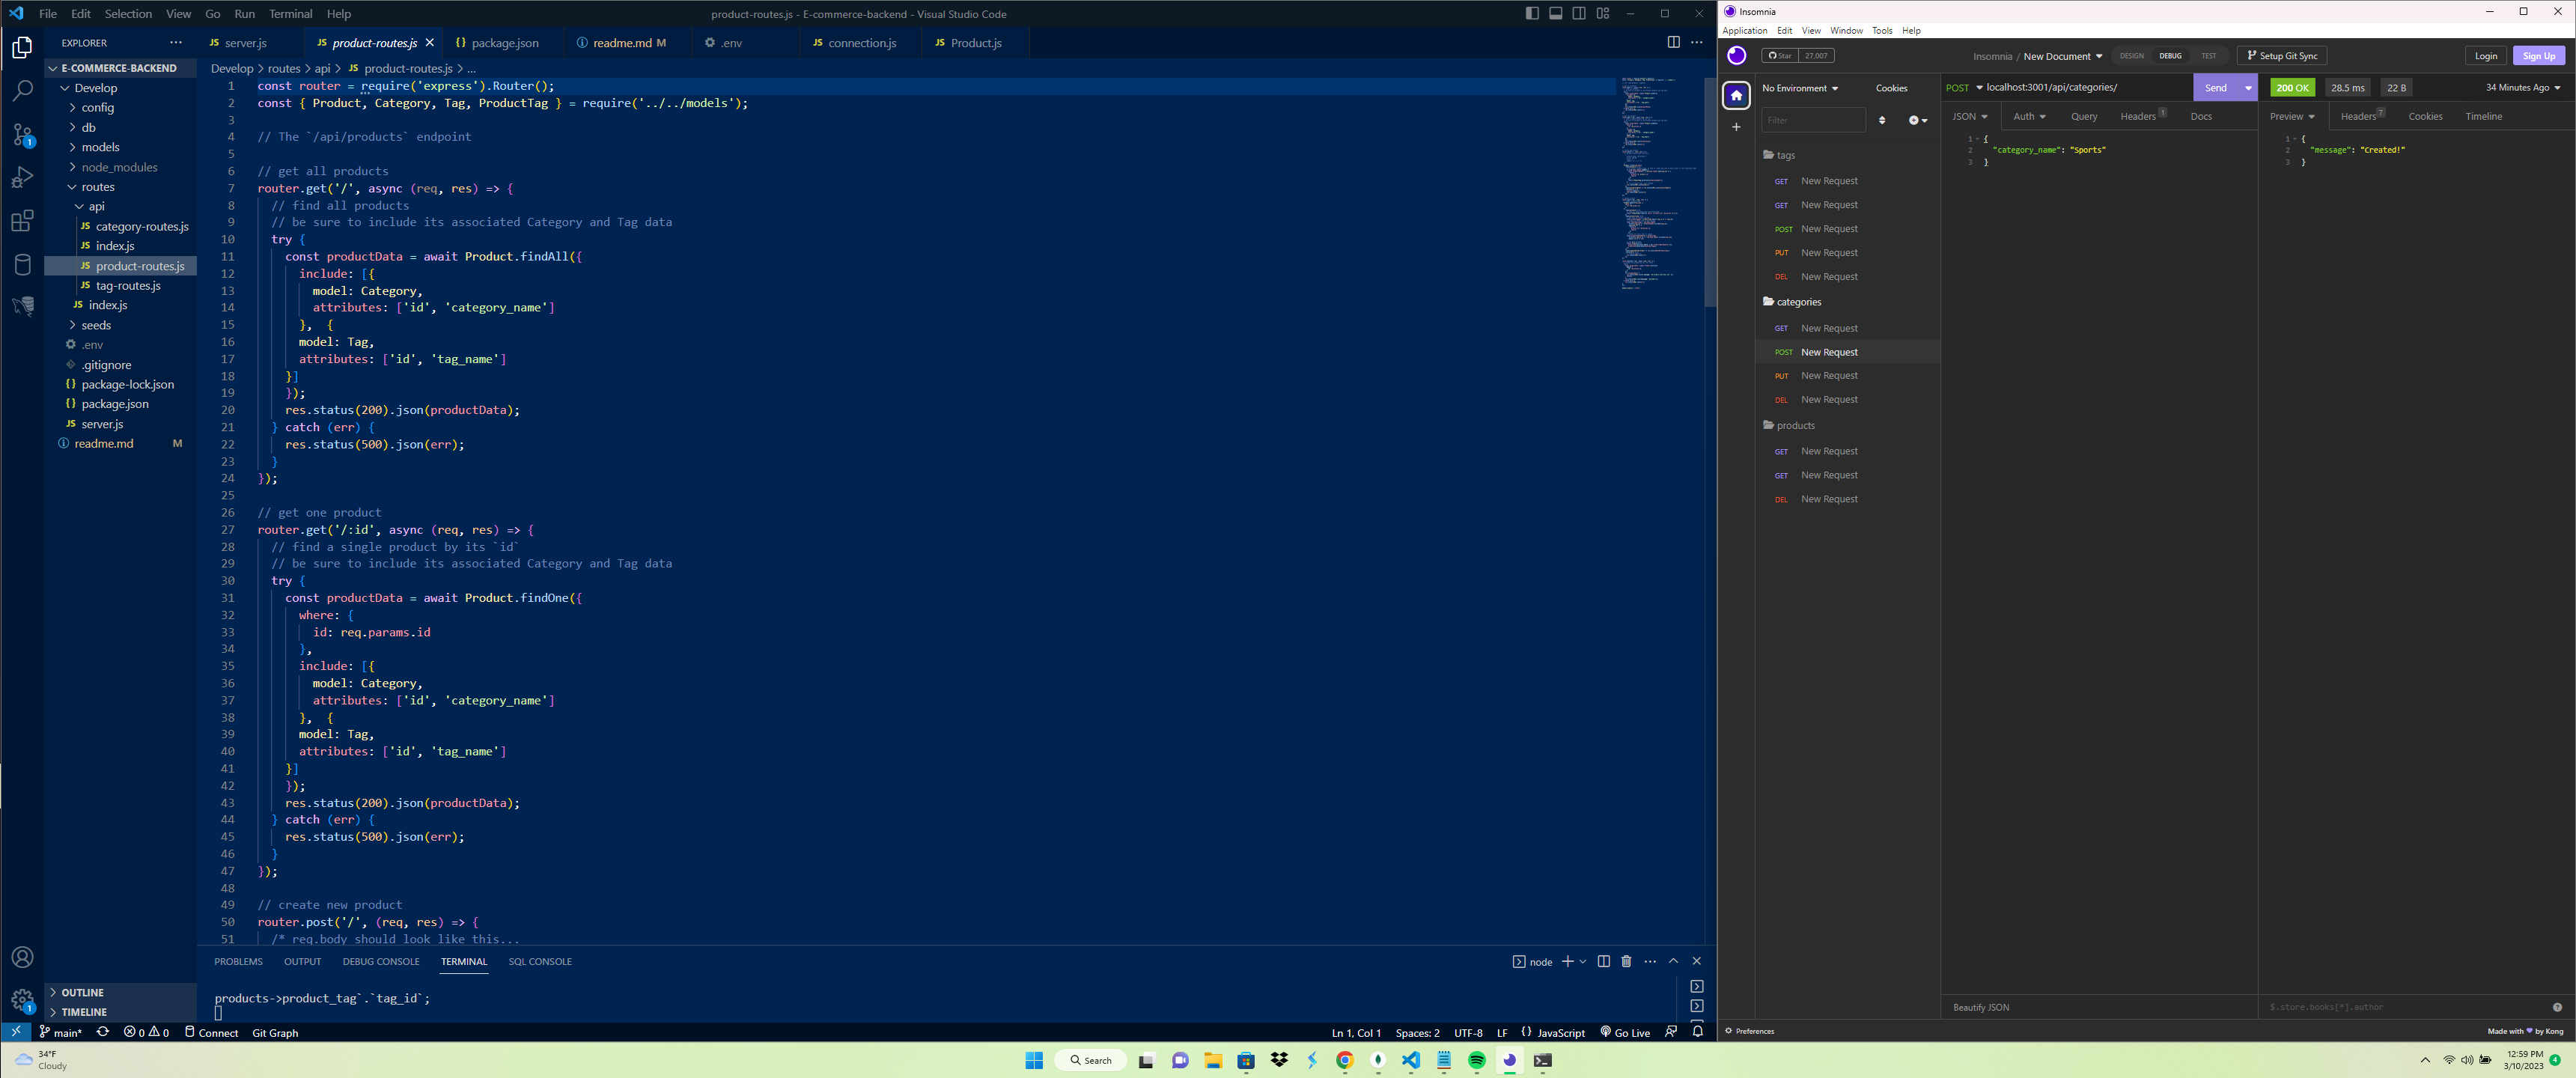 File Edit Selection View Go Run Terminal Help
product-routes.js - E-commerce-backend - Visual Studio Code
EXPLORER ...
JS server.js
JS product-routes.js
{} package.json
readme.md M
.env
JS connection.js
JS Product.js
E-COMMERCE-BACKEND
Develop
config
db
models
node_modules
routes
api
JS category-routes.js
JS index.js
JS product-routes.js
JS tag-routes.js
JS index.js
seeds
.env
.gitignore
{} package-lock.json
{} package.json
JS server.js
readme.md M
OUTLINE
TIMELINE
1
1
Develop > routes > api > JS product-routes.js > ...
1 const router = require('express').Router();
2 const { Product, Category, Tag, ProductTag } = require('../../models');
3
4 // The `/api/products` endpoint
5
6 // get all products
7 router.get('/', async (req, res) => {
8 // find all products
9 // be sure to include its associated Category and Tag data
10 try {
11 const productData = await Product.findAll({
12 include: [{
13 model: Category,
14 attributes: ['id', 'category_name']
15 }, {
16 model: Tag,
17 attributes: ['id', 'tag_name']
18 }]
19 });
20 res.status(200).json(productData);
21 } catch (err) {
22 res.status(500).json(err);
23 }
24 });
25
26 // get one product
27 router.get('/:id', async (req, res) => {
28 // find a single product by its `id`
29 // be sure to include its associated Category and Tag data
30 try {
31 const productData = await Product.findOne({
32 where: {
33 id: req.params.id
34 },
35 include: [{
36 model: Category,
37 attributes: ['id', 'category_name']
38 }, {
39 model: Tag,
40 attributes: ['id', 'tag_name']
41 }]
42 });
43 res.status(200).json(productData);
44 } catch (err) {
45 res.status(500).json(err);
46 }
47 });
48
49 // create new product
50 router.post('/', (req, res) => {
51 /* req.body should look like this...
PROBLEMS OUTPUT DEBUG CONSOLE TERMINAL SQL CONSOLE
node
products->product_tag`.`tag_id`;
main* 0 0 Connect Git Graph
Ln 1, Col 1 Spaces: 2 UTF-8 LF {} JavaScript Go Live
Insomnia
Application Edit View Window Tools Help
Star 27,007
Insomnia / New Document
DESIGN DEBUG TEST
Setup Git Sync
Login Sign Up
No Environment Cookies
Filter
tags
GET New Request
GET New Request
POST New Request
PUT New Request
DEL New Request
categories
GET New Request
POST New Request
PUT New Request
DEL New Request
products
GET New Request
GET New Request
DEL New Request
POST localhost:3001/api/categories/ Send
JSON Auth Query Headers 1 Docs
1 {
2 "category_name": "Sports"
3 }
Beautify JSON
200 OK 28.5 ms 22 B 34 Minutes Ago
Preview Headers 7 Cookies Timeline
1 {
2 "message": "Created!"
3 }
$.store.books[*].author
Preferences
Made with ♥ by Kong
34°F
Cloudy
Search
12:59 PM
3/10/2023
4